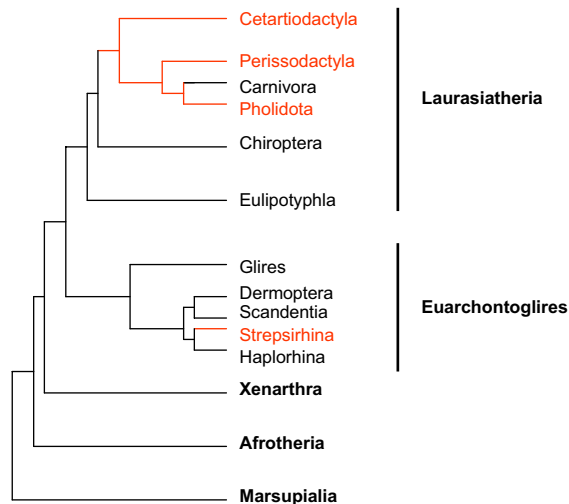 Cetartiodactyla
Perissodactyla
Carnivora
Pholidota
Laurasiatheria
Chiroptera
Eulipotyphla
Glires
Dermoptera
Scandentia
Euarchontoglires
Strepsirhina
Haplorhina
Xenarthra
Afrotheria
Marsupialia